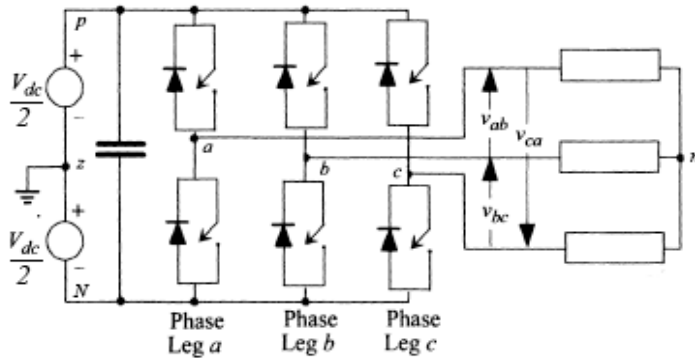 p
+
V_dc
2
−
z
+
V_dc
2
−
N
a
b
c
v_ab
v_ca
v_bc
Phase
Leg a
Phase
Leg b
Phase
Leg c